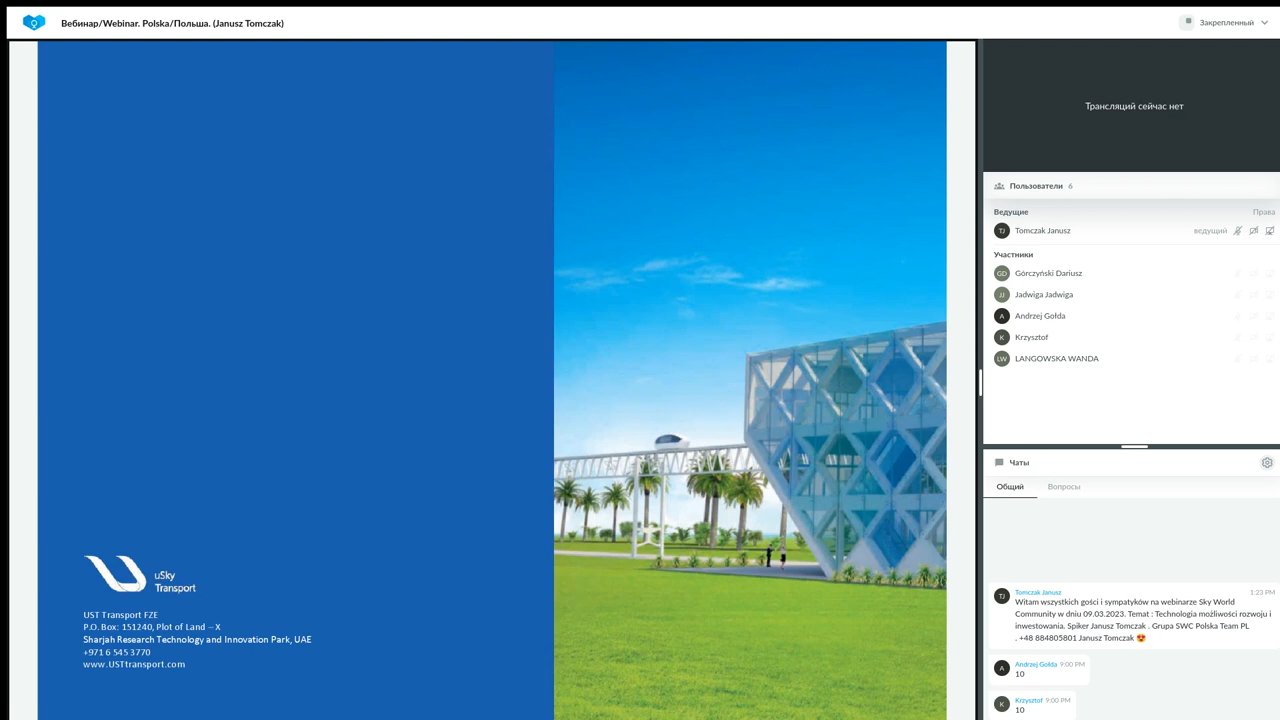 Вебинар/Webinar. Polska/Польша. (Janusz Tomczak)
Закрепленный
Трансляций сейчас нет
Пользователи 6
Ведущие Права
TJ Tomczak Janusz ведущий
Участники
GD Górczyński Dariusz
JJ Jadwiga Jadwiga
A Andrzej Gołda
K Krzysztof
LW LANGOWSKA WANDA
Чаты
Общий Вопросы
TJ Tomczak Janusz 1:23 PM
Witam wszystkich gości i sympatyków na webinarze Sky World
Community w dniu 09.03.2023. Temat : Technologia możliwości rozwoju i
inwestowania. Spiker Janusz Tomczak . Grupa SWC Polska Team PL
. +48 884805801 Janusz Tomczak 😍
A Andrzej Gołda 9:00 PM
10
K Krzysztof 9:00 PM
10
uSky
Transport
UST Transport FZE
P.O. Box: 151240, Plot of Land – X
Sharjah Research Technology and Innovation Park, UAE
+971 6 545 3770
www.USTtransport.com